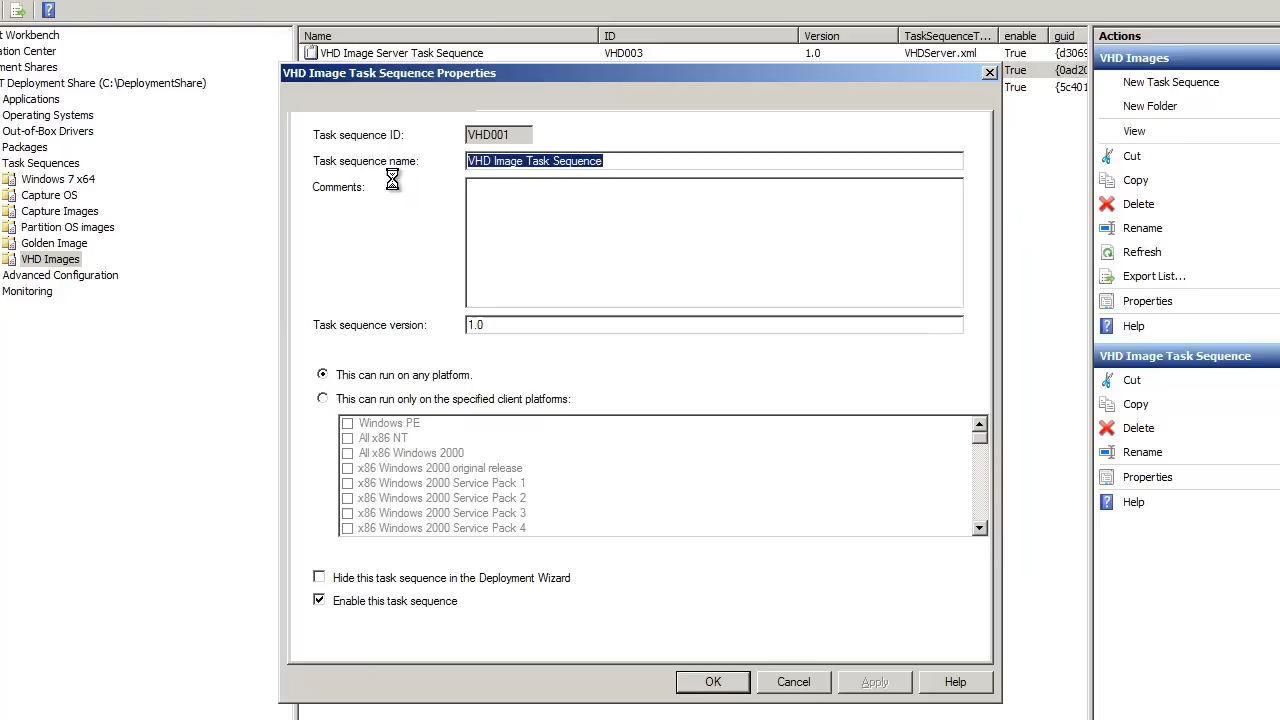 t Workbench
ation Center
ment Shares
T Deployment Share (C:\DeploymentShare)
Applications
Operating Systems
Out-of-Box Drivers
Packages
Task Sequences
Windows 7 x64
Capture OS
Capture Images
Partition OS images
Golden Image
VHD Images
Advanced Configuration
Monitoring
Name ID Version TaskSequenceT... enable guid
VHD Image Server Task Sequence VHD003 1.0 VHDServer.xml True {d3069
True {0ad20
True {5c401
VHD Image Task Sequence Properties
Task sequence ID: VHD001
Task sequence name: VHD Image Task Sequence
Comments:
Task sequence version: 1.0
This can run on any platform.
This can run only on the specified client platforms:
Windows PE
All x86 NT
All x86 Windows 2000
x86 Windows 2000 original release
x86 Windows 2000 Service Pack 1
x86 Windows 2000 Service Pack 2
x86 Windows 2000 Service Pack 3
x86 Windows 2000 Service Pack 4
Hide this task sequence in the Deployment Wizard
Enable this task sequence
OK Cancel Apply Help
Actions
VHD Images
New Task Sequence
New Folder
View
Cut
Copy
Delete
Rename
Refresh
Export List...
Properties
Help
VHD Image Task Sequence
Cut
Copy
Delete
Rename
Properties
Help